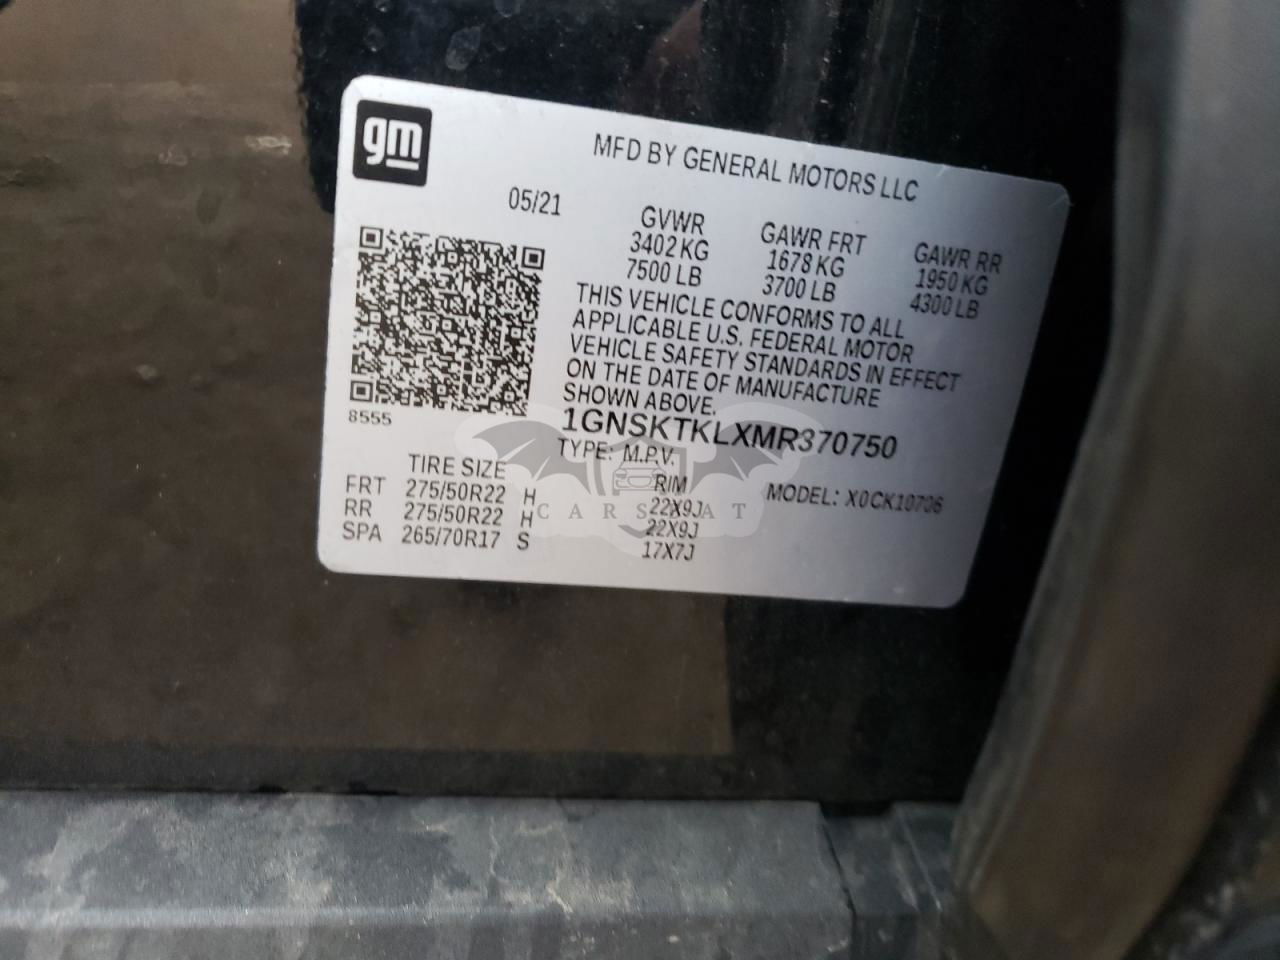 gm
MFD BY GENERAL MOTORS LLC
05/21
GVWR GAWR FRT GAWR RR
3402 KG 1678 KG 1950 KG
7500 LB 3700 LB 4300 LB
THIS VEHICLE CONFORMS TO ALL
APPLICABLE U.S. FEDERAL MOTOR
VEHICLE SAFETY STANDARDS IN EFFECT
ON THE DATE OF MANUFACTURE
SHOWN ABOVE.
8555
1GNSKTKLXMR370750
TYPE: M.P.V.
TIRE SIZE RIM MODEL: X0CK10706
FRT 275/50R22 H 22X9J
RR 275/50R22 H 22X9J
SPA 265/70R17 S 17X7J
CARSBAT